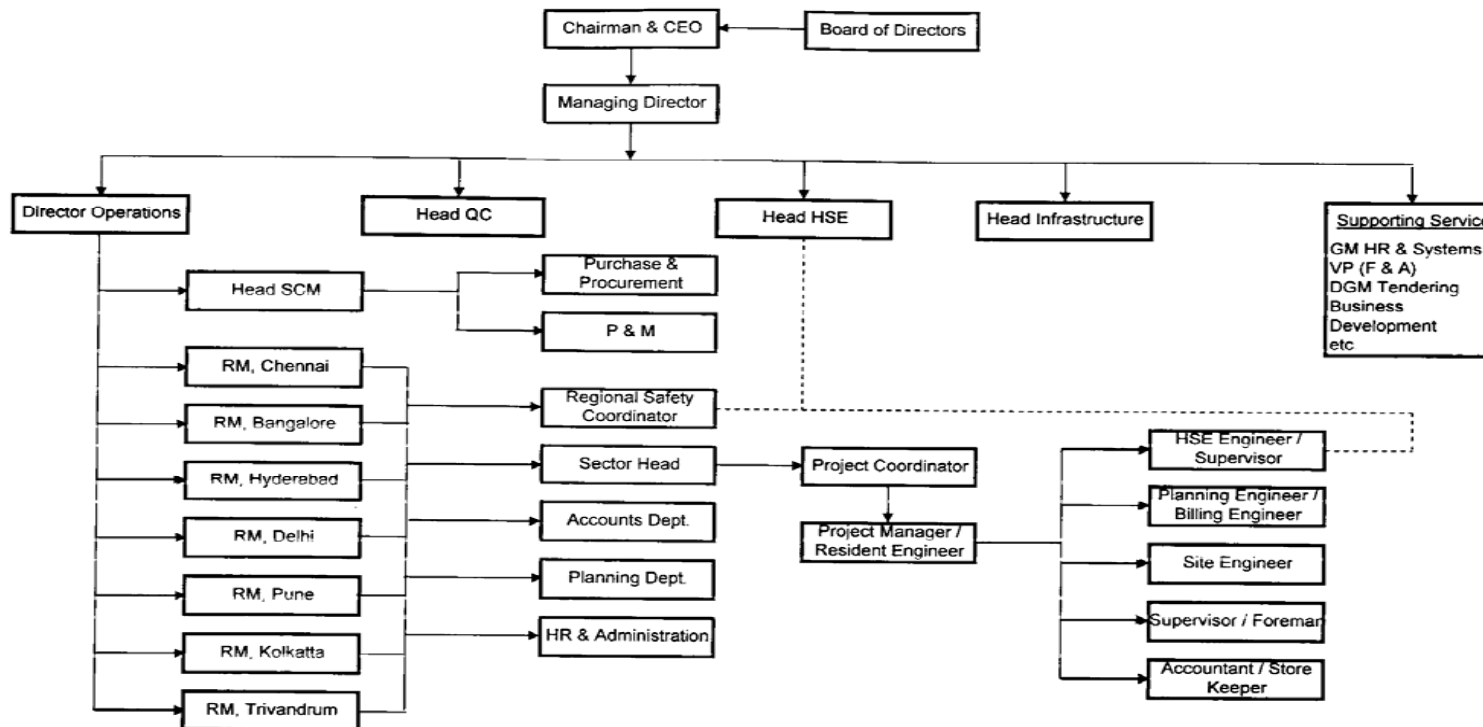 Chairman & CEO
Board of Directors
Managing Director
Director Operations
Head QC
Head HSE
Head Infrastructure
Supporting Service
GM HR & Systems
VP (F & A)
DGM Tendering
Business
Development
etc
Head SCM
Purchase &
Procurement
P & M
RM, Chennai
RM, Bangalore
RM, Hyderabad
RM, Delhi
RM, Pune
RM, Kolkatta
RM, Trivandrum
Regional Safety
Coordinator
Sector Head
Accounts Dept.
Planning Dept.
HR & Administration
Project Coordinator
Project Manager /
Resident Engineer
HSE Engineer /
Supervisor
Planning Engineer /
Billing Engineer
Site Engineer
Supervisor / Foreman
Accountant / Store
Keeper